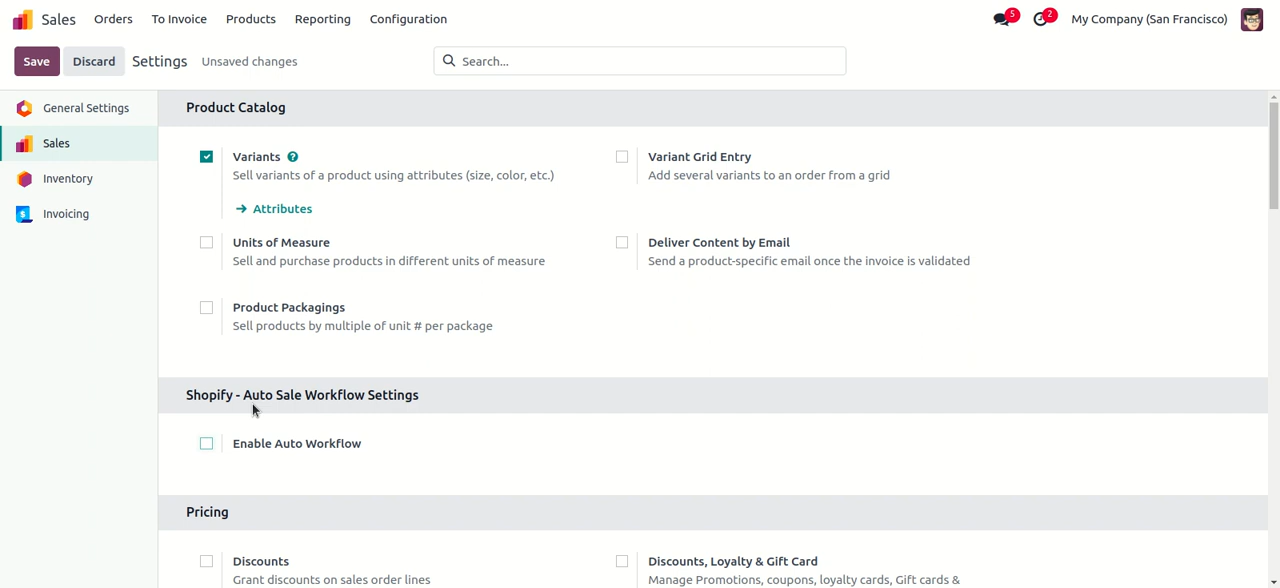 Sales Orders To Invoice Products Reporting Configuration 5 2 My Company (San Francisco)
Save Discard Settings Unsaved changes Search...
General Settings
Sales
Inventory
Invoicing
Product Catalog
Variants ?
Sell variants of a product using attributes (size, color, etc.)
→ Attributes
Variant Grid Entry
Add several variants to an order from a grid
Units of Measure
Sell and purchase products in different units of measure
Deliver Content by Email
Send a product-specific email once the invoice is validated
Product Packagings
Sell products by multiple of unit # per package
Shopify - Auto Sale Workflow Settings
Enable Auto Workflow
Pricing
Discounts
Grant discounts on sales order lines
Discounts, Loyalty & Gift Card
Manage Promotions, coupons, loyalty cards, Gift cards &